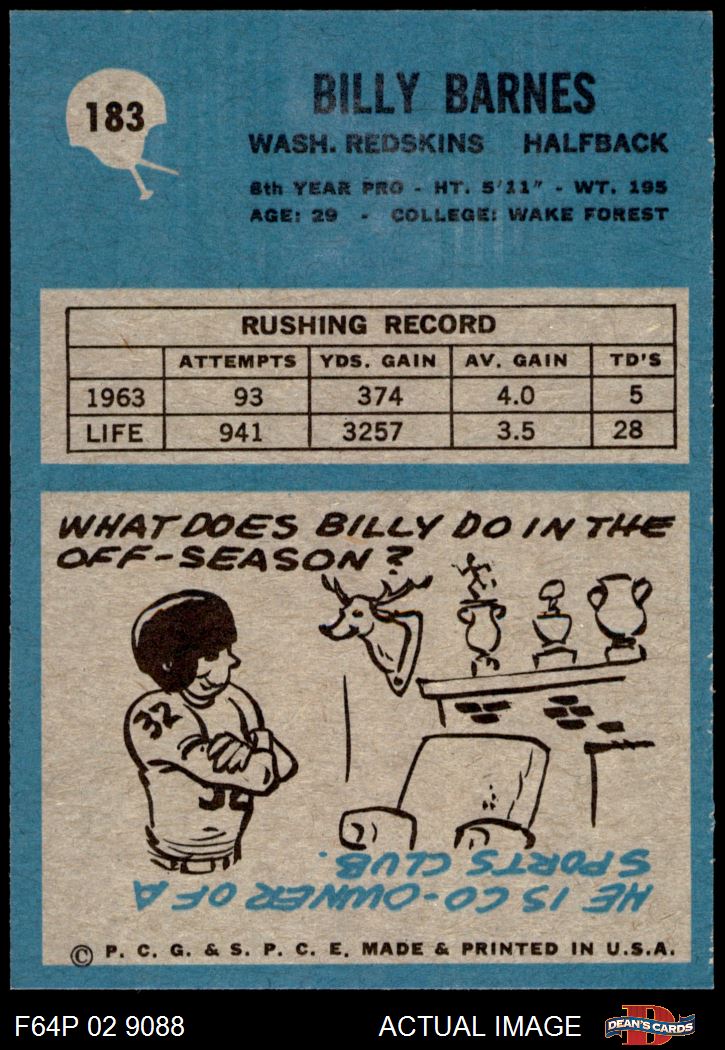 183
BILLY BARNES
WASH. REDSKINS HALFBACK
8th YEAR PRO - HT. 5'11" - WT. 195
AGE: 29 - COLLEGE: WAKE FOREST
RUSHING RECORD
ATTEMPTS YDS. GAIN AV. GAIN TD'S
1963 93 374 4.0 5
LIFE 941 3257 3.5 28
WHAT DOES BILLY DO IN THE
OFF-SEASON?
32
32
HE IS CO-OWNER OF A
SPORTS CLUB.
© P. C. G. & S. P. C. E. MADE & PRINTED IN U.S.A.
F64P 02 9088 ACTUAL IMAGE
DEAN'S CARDS